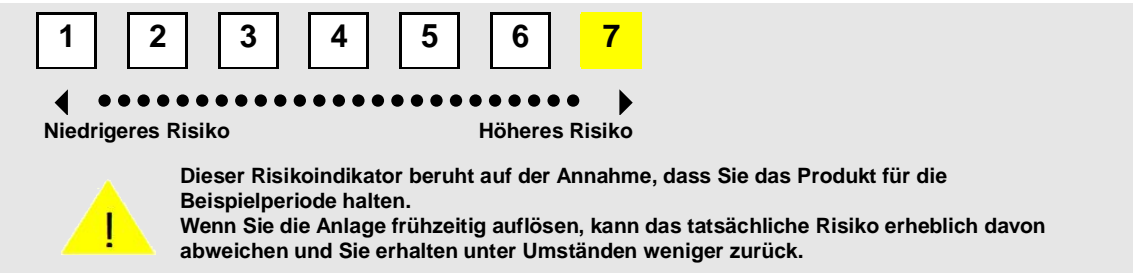 1 2 3 4 5 6 7
Niedrigeres Risiko Höheres Risiko
Dieser Risikoindikator beruht auf der Annahme, dass Sie das Produkt für die
Beispielperiode halten.
! Wenn Sie die Anlage frühzeitig auflösen, kann das tatsächliche Risiko erheblich davon
abweichen und Sie erhalten unter Umständen weniger zurück.